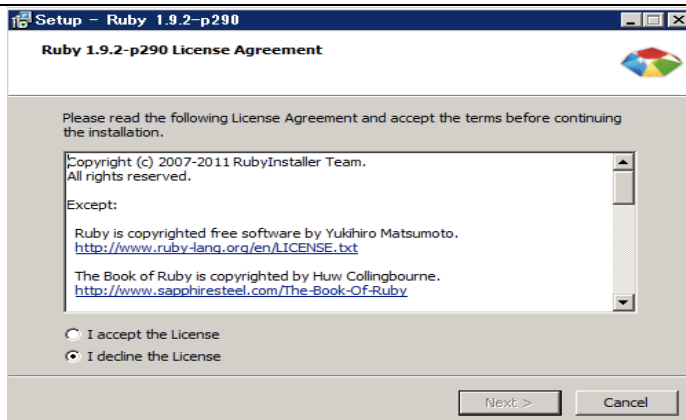 Setup - Ruby 1.9.2-p290
Ruby 1.9.2-p290 License Agreement
Please read the following License Agreement and accept the terms before continuing
the installation.
Copyright (c) 2007-2011 RubyInstaller Team.
All rights reserved.
Except:
Ruby is copyrighted free software by Yukihiro Matsumoto.
http://www.ruby-lang.org/en/LICENSE.txt
The Book of Ruby is copyrighted by Huw Collingbourne.
http://www.sapphiresteel.com/The-Book-Of-Ruby
I accept the License
I decline the License
Next >
Cancel